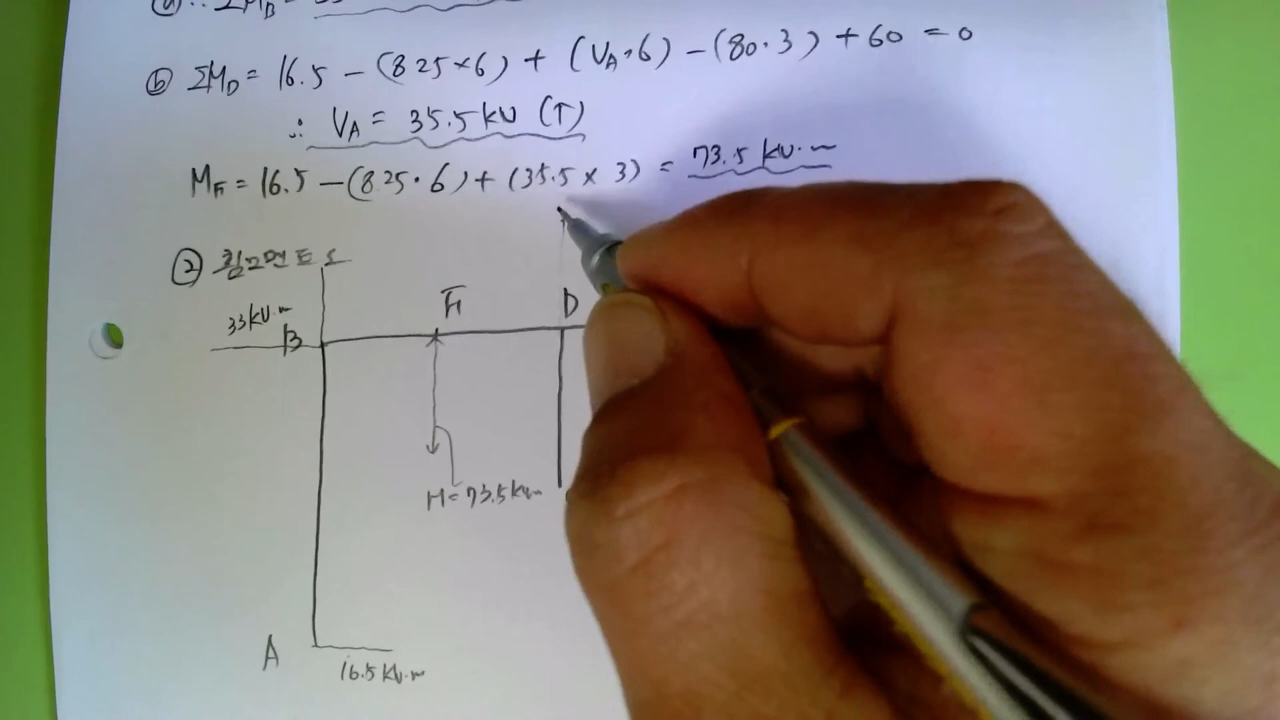 ⓑ ΣM_D = 16.5 - (8.25×6) + (V_A·6) - (80·3) + 60 = 0
∴ V_A = 35.5 kN (↑)
M_F = 16.5 - (8.25·6) + (35.5 × 3) = 73.5 kN·m
② 휨모멘트도
33kN·m
B F D
M=73.5kN·m
A
16.5 kN·m